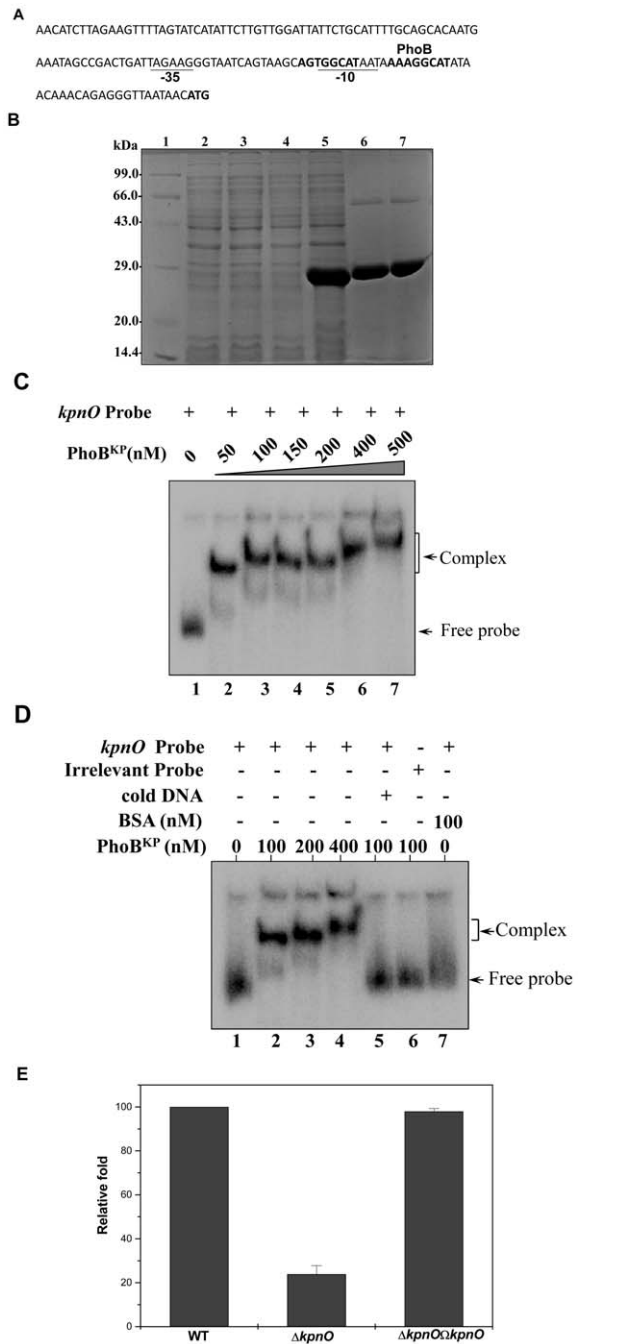 A
AACATCTTAGAAGTTTTAGTATCATATTCTTGTTGGATTATTCTGCATTTTGCAGCACAATG
PhoB
AAATAGCCGACTGATTAGAAGGGTAATCAGTAAGCAGTGGCATAATAAAAGGCATATA
-35 -10
ACAAACAGAGGGTTAATAACATG
B
kDa 1 2 3 4 5 6 7
99.0
66.0
43.0
29.0
20.0
14.4
C
kpnO Probe + + + + + + +
PhoBKP(nM) 0 50 100 150 200 400 500
Complex
Free probe
1 2 3 4 5 6 7
D
kpnO Probe + + + + + - +
Irrelevant Probe - - - - - + -
cold DNA - - - - + - -
BSA (nM) - - - - - - 100
PhoBKP (nM) 0 100 200 400 100 100 0
Complex
Free probe
1 2 3 4 5 6 7
E
Relative fold
100
80
60
40
20
0
WT ΔkpnO ΔkpnOΩkpnO